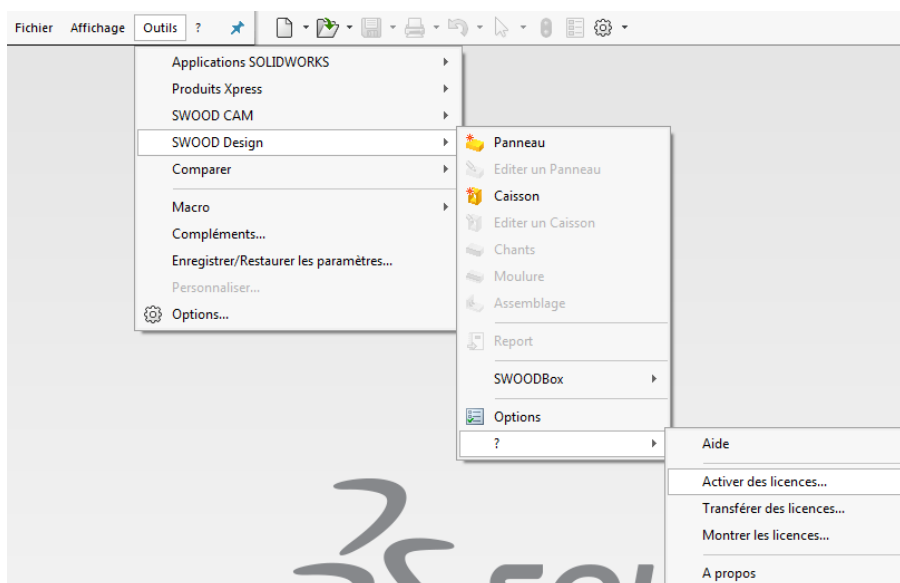 Fichier Affichage Outils ?
Applications SOLIDWORKS
Produits Xpress
SWOOD CAM
SWOOD Design
Comparer
Macro
Compléments...
Enregistrer/Restaurer les paramètres...
Personnaliser...
Options...
Panneau
Editer un Panneau
Caisson
Editer un Caisson
Chants
Moulure
Assemblage
Report
SWOODBox
Options
?
Aide
Activer des licences...
Transférer des licences...
Montrer les licences...
A propos